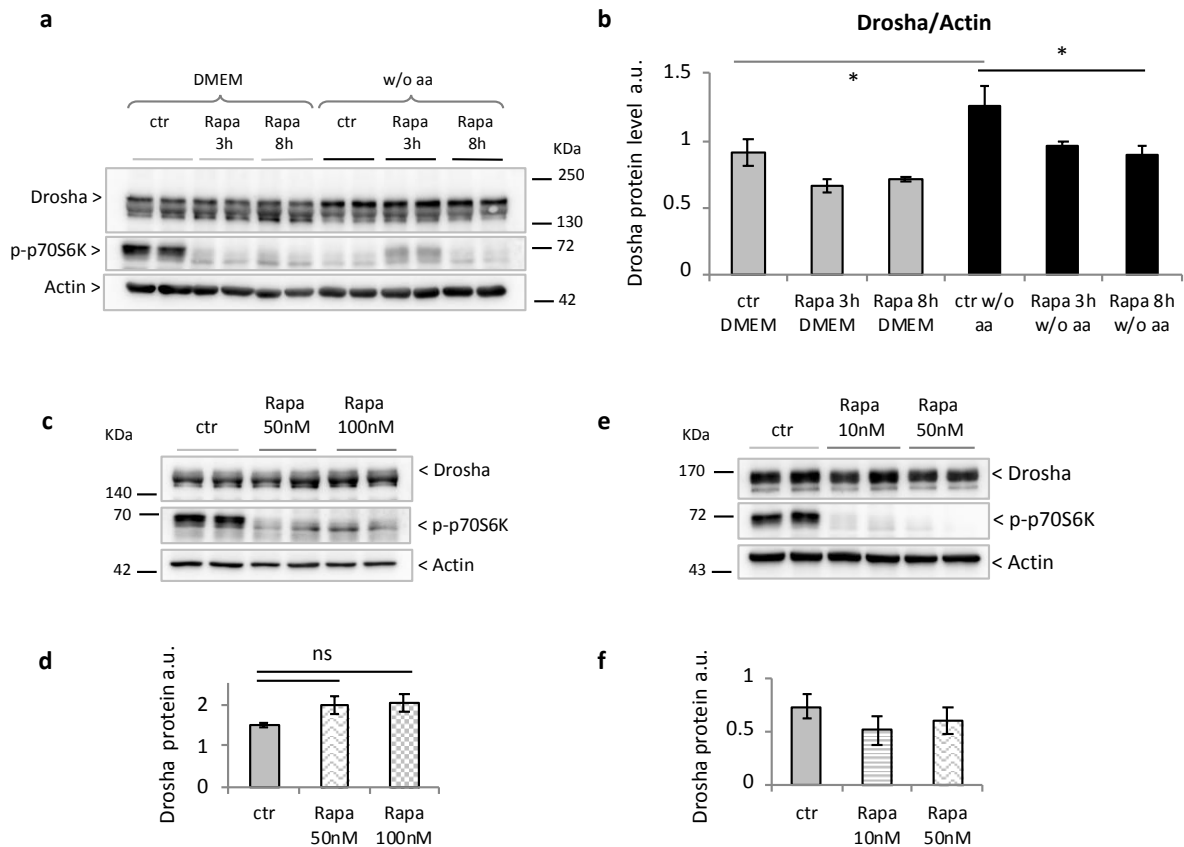 a
DMEM
w/o aa
ctr
Rapa
3h
Rapa
8h
ctr
Rapa
3h
Rapa
8h
KDa
250
Drosha >
130
p-p70S6K >
72
Actin >
42
b
Drosha/Actin
*
*
Drosha protein level a.u.
1.5
1
0.5
0
ctr
DMEM
Rapa 3h
DMEM
Rapa 8h
DMEM
ctr w/o
aa
Rapa 3h
w/o aa
Rapa 8h
w/o aa
c
KDa
ctr
Rapa
50nM
Rapa
100nM
< Drosha
140
70
< p-p70S6K
42
< Actin
e
KDa
ctr
Rapa
10nM
Rapa
50nM
170
< Drosha
72
< p-p70S6K
43
< Actin
d
ns
Drosha protein a.u.
2
1
0
ctr
Rapa
50nM
Rapa
100nM
f
Drosha protein a.u.
1
0.5
0
ctr
Rapa
10nM
Rapa
50nM